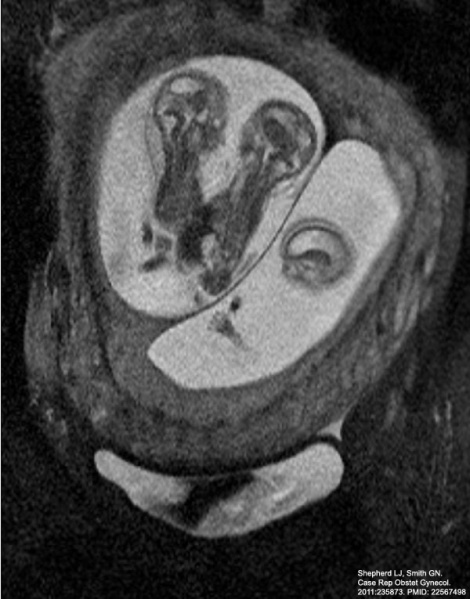 Shepherd LJ, Smith GN.
Case Rep Obstet Gynecol.
2011:235873. PMID: 22567498